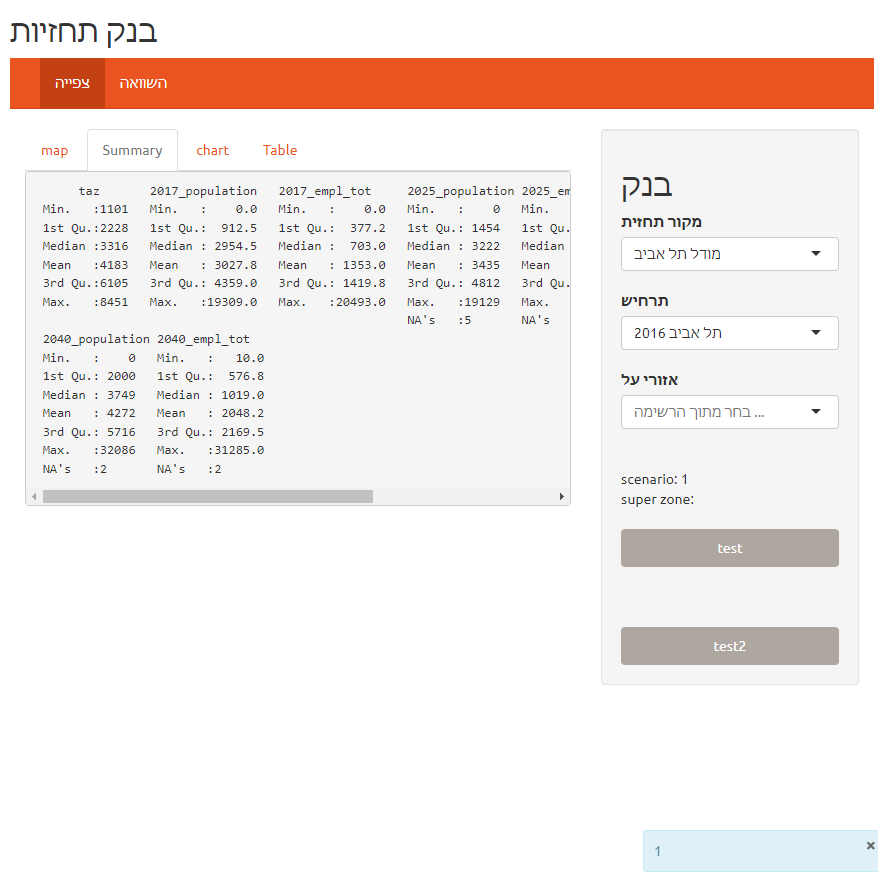 בנק תחזיות
צפייה השוואה
map Summary chart Table
      taz       2017_population   2017_empl_tot     2025_population 2025_em
 Min.   :1101   Min.   :    0.0   Min.   :    0.0   Min.   :    0   Min.
 1st Qu.:2228   1st Qu.:  912.5   1st Qu.:  377.2   1st Qu.: 1454   1st Qu.
 Median :3316   Median : 2954.5   Median :  703.0   Median : 3222   Median
 Mean   :4183   Mean   : 3027.8   Mean   : 1353.0   Mean   : 3435   Mean
 3rd Qu.:6105   3rd Qu.: 4359.0   3rd Qu.: 1419.8   3rd Qu.: 4812   3rd Qu.
 Max.   :8451   Max.   :19309.0   Max.   :20493.0   Max.   :19129   Max.
                                                    NA's   :5       NA's
 2040_population 2040_empl_tot
 Min.   :    0   Min.   :   10.0
 1st Qu.: 2000   1st Qu.:  576.8
 Median : 3749   Median : 1019.0
 Mean   : 4272   Mean   : 2048.2
 3rd Qu.: 5716   3rd Qu.: 2169.5
 Max.   :32086   Max.   :31285.0
 NA's   :2       NA's   :2
בנק
מקור תחזית
מודל תל אביב
תרחיש
תל אביב 2016
אזורי על
בחר מתוך הרשימה ...
scenario: 1
super zone:
test
test2
1 ×